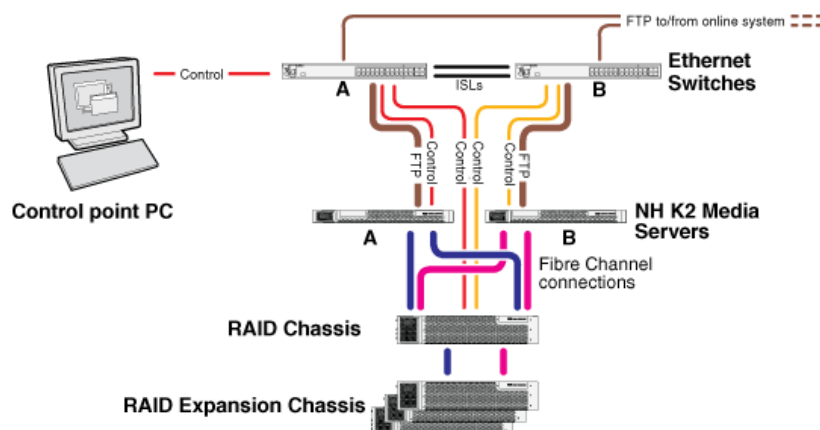 FTP to/from online system
Control
ISLs
A
B
Ethernet
Switches
FTP
Control
Control
Control
Control
FTP
Control point PC
A
B
NH K2 Media
Servers
Fibre Channel
connections
RAID Chassis
RAID Expansion Chassis